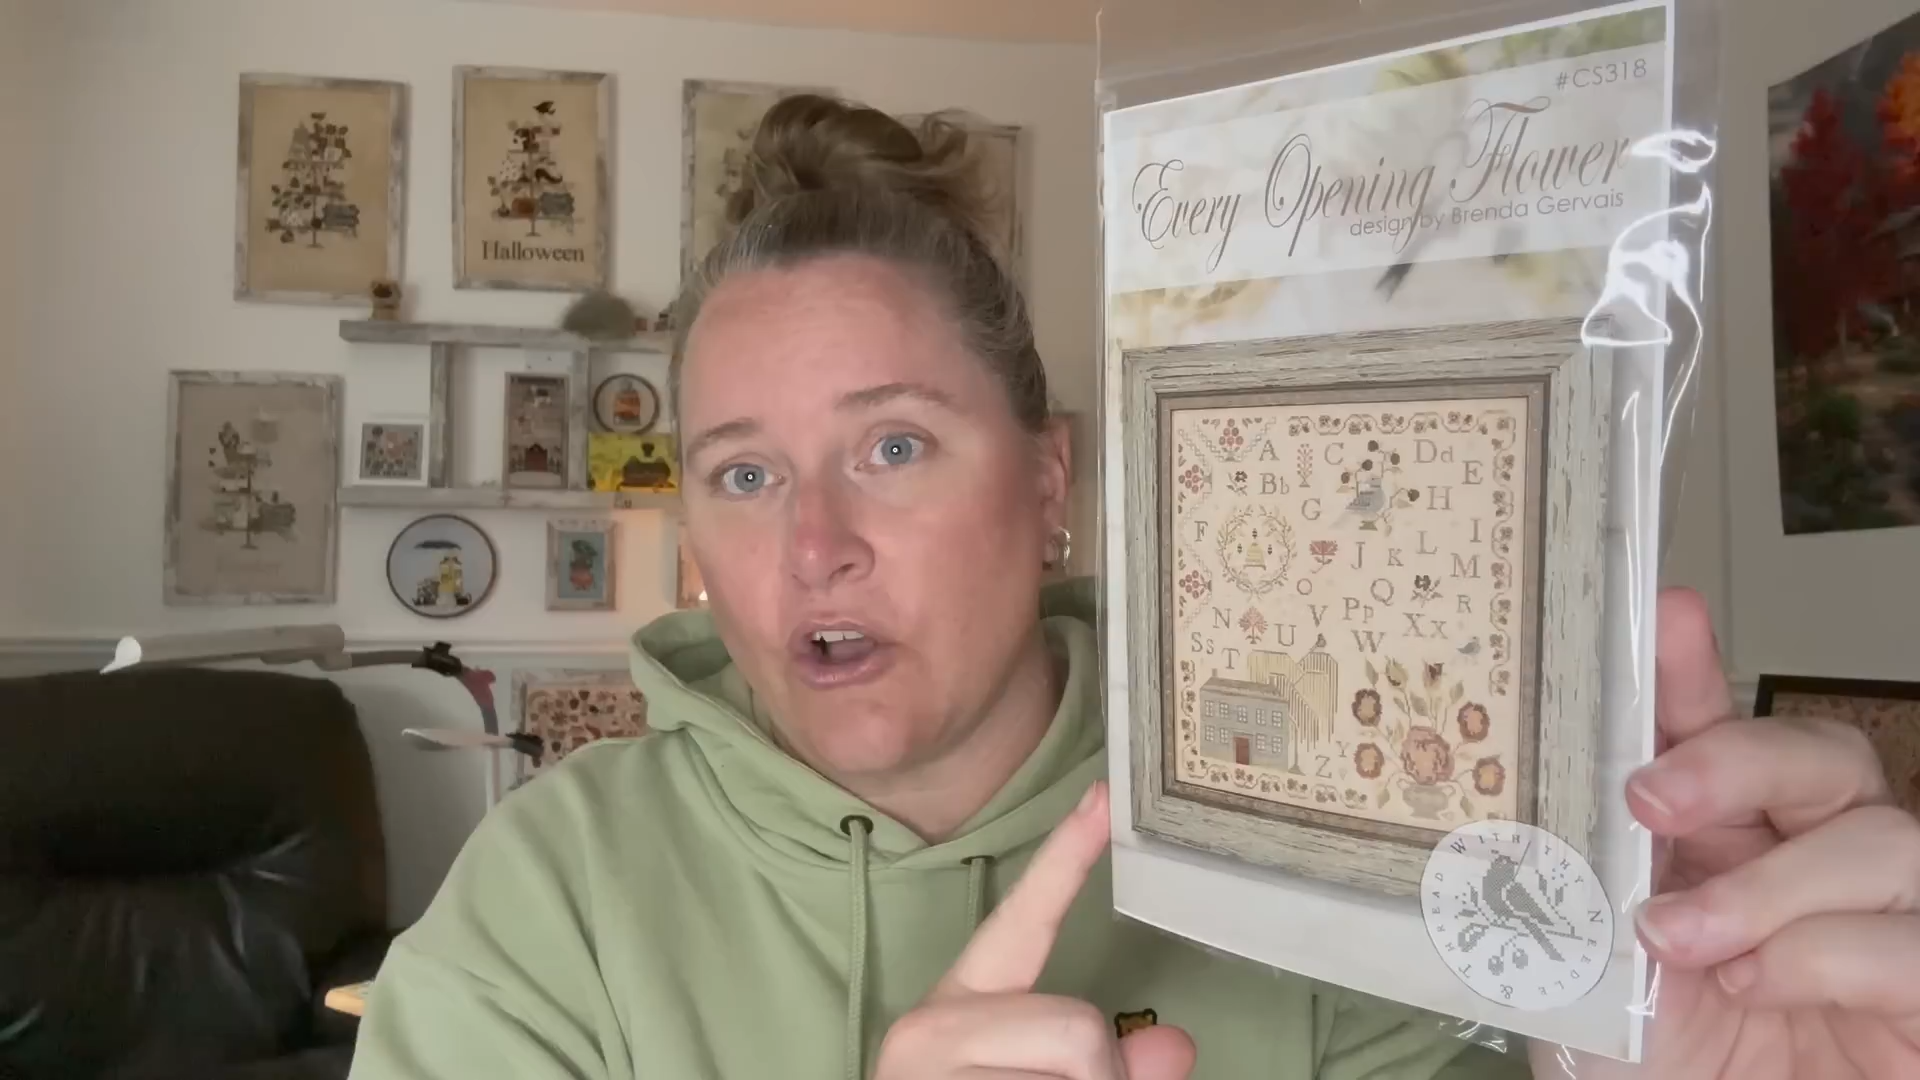 #CS318
Every Opening Flower
design by Brenda Gervais
Halloween
A C Dd E
Bb G H
F J K L I M
O Q
N V Pp R
Ss T U W Xx
Z Y
WITH THY NEEDLE & THREAD